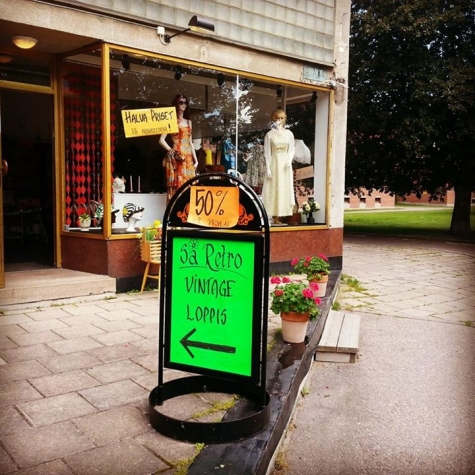 HALVA PRISET
50%
Så Retro
VINTAGE
LOPPIS